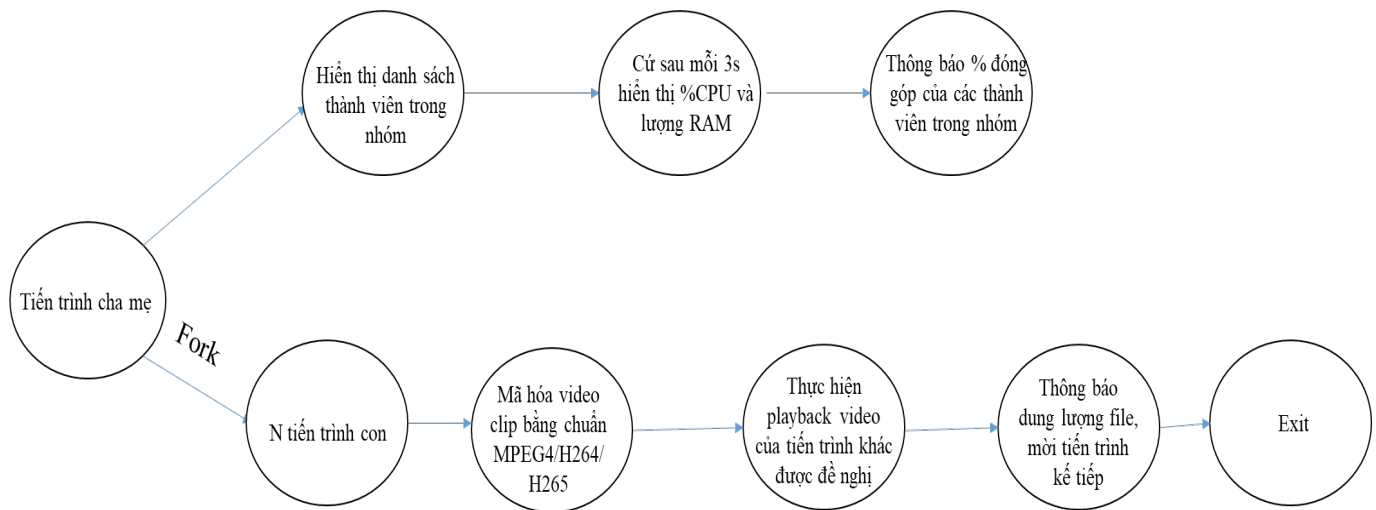 Hiển thị danh sách
thành viên trong
nhóm
Cứ sau mỗi 3s
hiển thị %CPU và
lượng RAM
Thông báo % đóng
góp của các thành
viên trong nhóm
Tiến trình cha mẹ
Fork
N tiến trình con
Mã hóa video
clip bằng chuẩn
MPEG4/H264/
H265
Thực hiện
playback video
của tiến trình khác
được đề nghị
Thông báo
dung lượng file,
mời tiến trình
kế tiếp
Exit